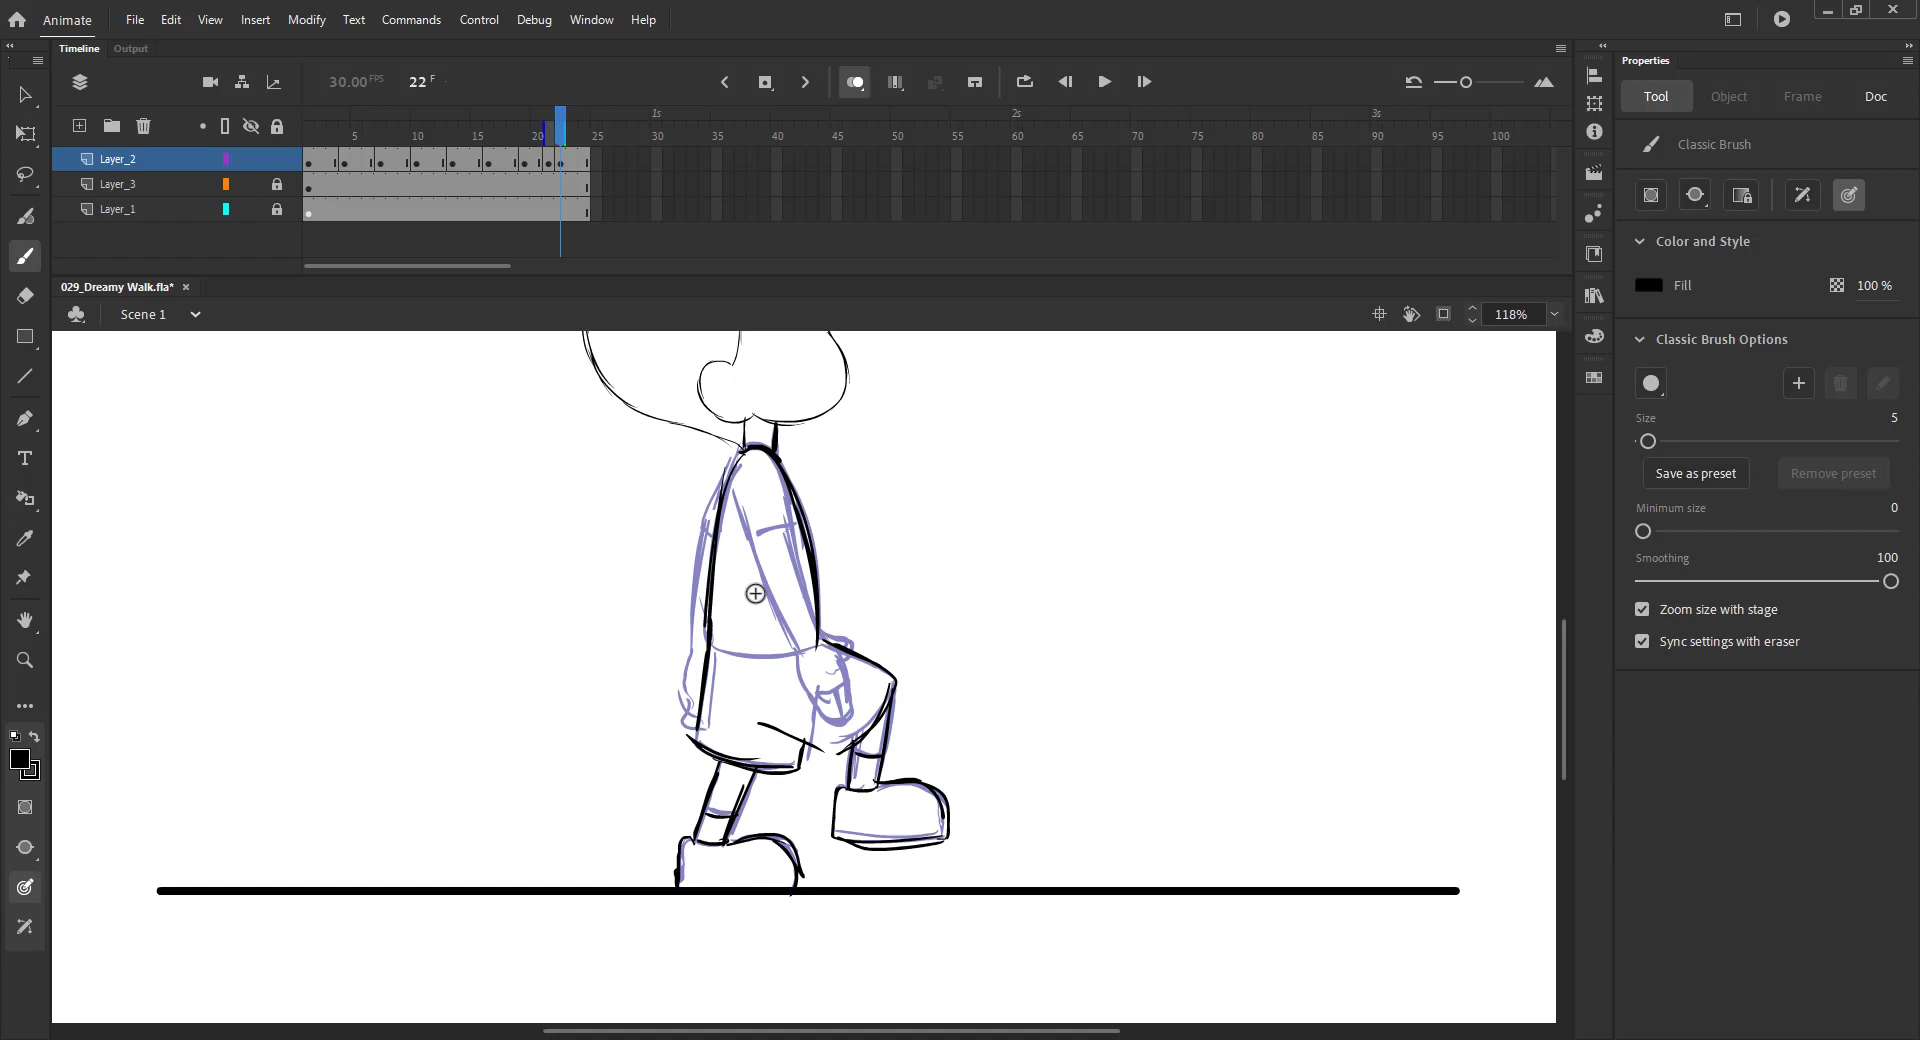 Animate File Edit View Insert Modify Text Commands Control Debug Window Help
Timeline Output
Properties
30.00 FPS 22 F
Tool Object Frame Doc
1s 2s 3s
5 10 15 20 25 30 35 40 45 50 55 60 65 70 75 80 85 90 95 100
Classic Brush
Layer_2
Layer_3
Layer_1
Color and Style
029_Dreamy Walk.fla* ×
Fill 100 %
Scene 1 118%
Classic Brush Options
Size 5
Save as preset Remove preset
Minimum size 0
Smoothing 100
Zoom size with stage
Sync settings with eraser